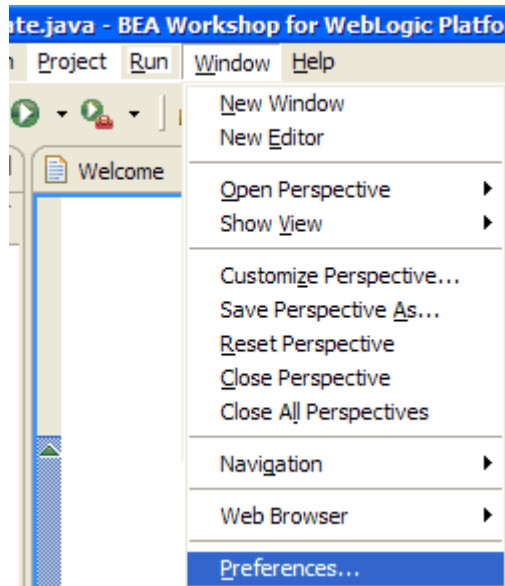 te.java - BEA Workshop for WebLogic Platfo
Project Run Window Help
New Window
New Editor
Welcome
Open Perspective
Show View
Customize Perspective...
Save Perspective As...
Reset Perspective
Close Perspective
Close All Perspectives
Navigation
Web Browser
Preferences...